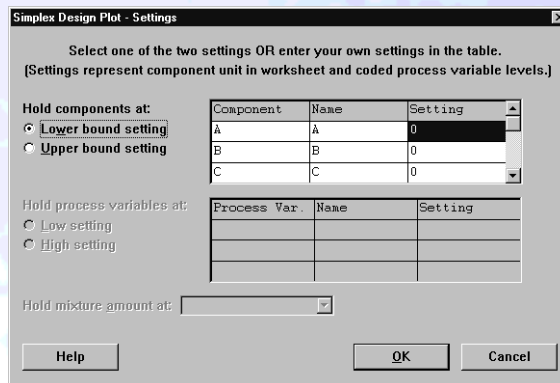 Simplex Design Plot - Settings
Select one of the two settings OR enter your own settings in the table.
(Settings represent component unit in worksheet and coded process variable levels.)
Hold components at:
Lower bound setting
Upper bound setting
Component Name Setting
A A 0
B B 0
C C 0
Hold process variables at:
Low setting
High setting
Process Var. Name Setting
Hold mixture amount at:
Help OK Cancel